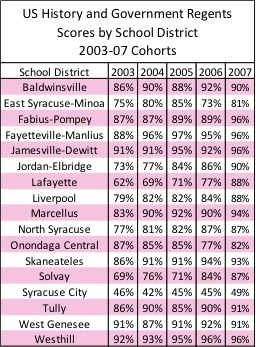 US History and Government Regents
Scores by School District
2003-07 Cohorts
School District 2003 2004 2005 2006 2007
Baldwinsville 86% 90% 88% 92% 90%
East Syracuse-Minoa 75% 80% 85% 73% 81%
Fabius-Pompey 87% 87% 89% 89% 96%
Fayetteville-Manlius 88% 96% 97% 95% 96%
Jamesville-Dewitt 91% 91% 95% 92% 96%
Jordan-Elbridge 73% 77% 84% 86% 90%
Lafayette 62% 69% 71% 77% 88%
Liverpool 79% 82% 82% 84% 88%
Marcellus 83% 90% 92% 90% 94%
North Syracuse 77% 81% 82% 87% 87%
Onondaga Central 87% 85% 85% 77% 82%
Skaneateles 86% 91% 91% 94% 93%
Solvay 69% 76% 71% 84% 87%
Syracuse City 46% 42% 45% 45% 49%
Tully 86% 90% 85% 90% 91%
West Genesee 91% 87% 91% 92% 91%
Westhill 92% 93% 95% 96% 96%